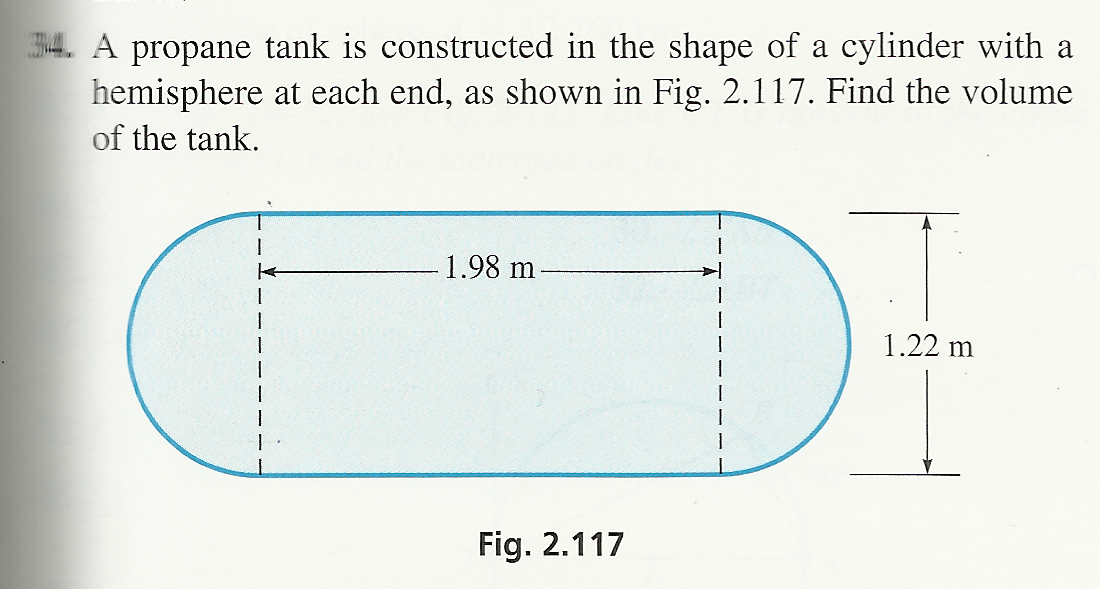 34. A propane tank is constructed in the shape of a cylinder with a
hemisphere at each end, as shown in Fig. 2.117. Find the volume
of the tank.
1.98 m
1.22 m
Fig. 2.117